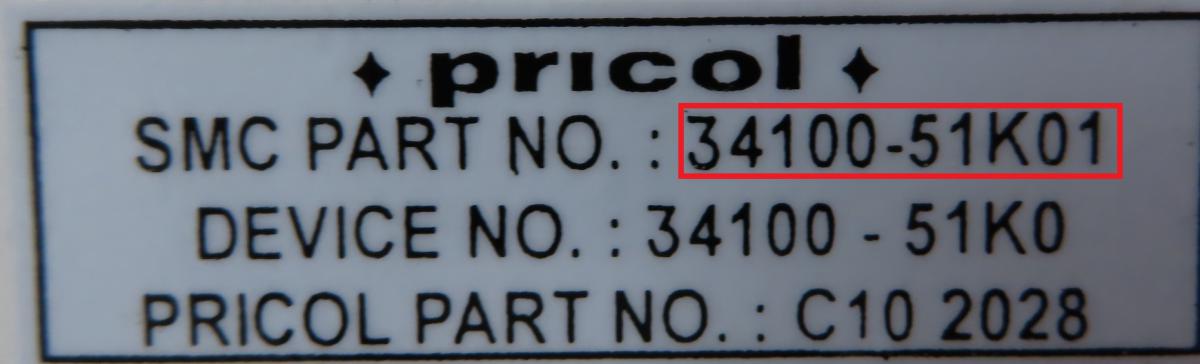 pricol
SMC PART NO. : 34100-51K01
DEVICE NO. : 34100 - 51K0
PRICOL PART NO. : C10 2028